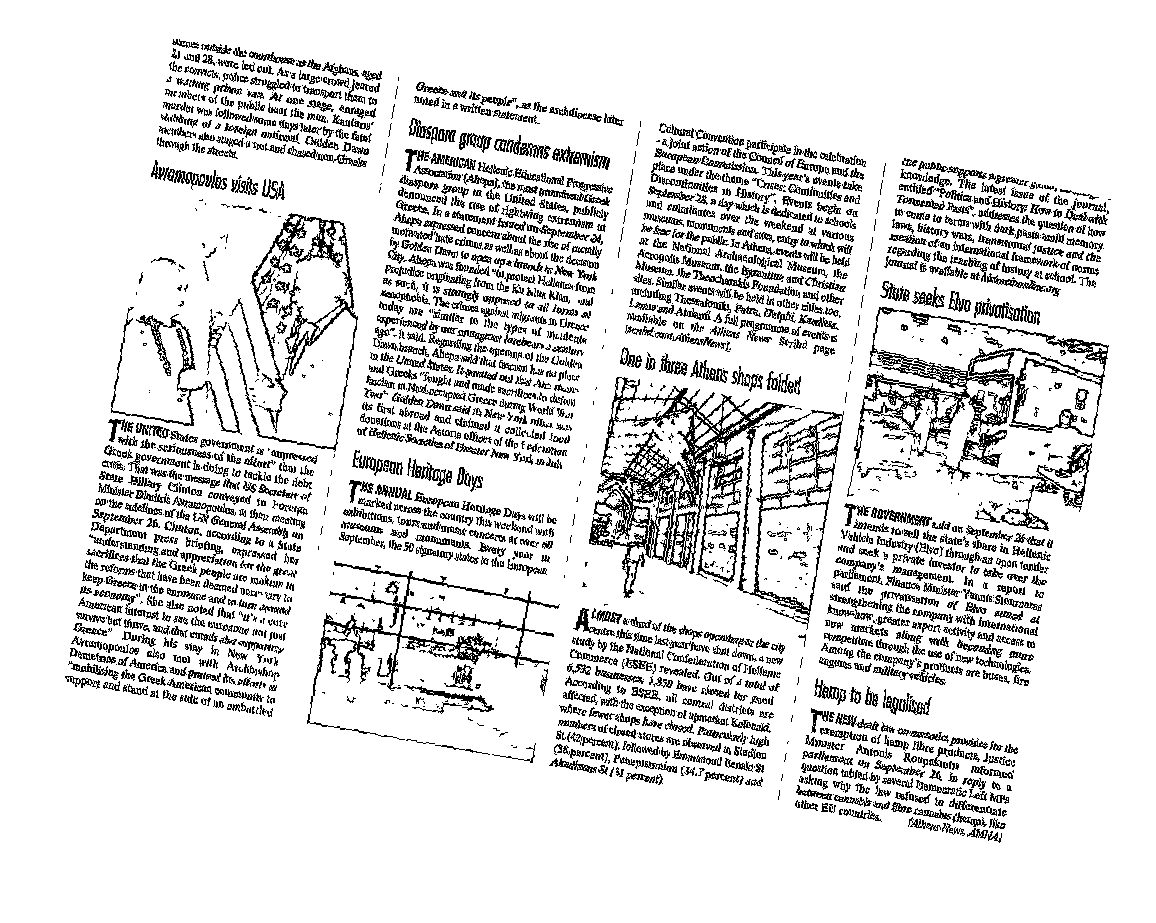 scenes outside the courthouse as the Afghans, aged
21 and 28, were led out. As a large crowd jeered
the convicts, police struggled to transport them to
a waiting prison van. At one stage, enraged
members of the public beat the men. Kantaris'
murder was followed some days later by the fatal
stabbing of a foreign national. Golden Dawn
members also staged a riot and chased non-Greeks
through the streets.
Avramopoulos visits USA
THE UNITED States government is "impressed
with the seriousness of the effort" that the
Greek government is doing to tackle the debt
crisis. That was the message that US Secretary of
State Hillary Clinton conveyed to Foreign
Minister Dimitris Avramopoulos, at their meeting
on the sidelines of the UN General Assembly on
September 26. Clinton, according to a State
Department press briefing, expressed her
"understanding and appreciation for the great
sacrifices that the Greek people are making in
the reforms that have been deemed necessary to
keep Greece in the eurozone and to turn around
its economy". She also noted that "it's a core
American interest to see the eurozone not just
survive but thrive, and that entails also supporting
Greece". During his stay in New York
Avramopoulos also met with Archbishop
Demetrios of America and praised his efforts in
"mobilising the Greek American community to
support and stand at the side of an embattled
Greece and its people", as the archdiocese later
noted in a written statement.
Diaspora group condemns extremism
THE AMERICAN Hellenic Educational Progressive
Association (Ahepa), the most prominent Greek
diaspora group in the United States, publicly
denounced the rise of rightwing extremism in
Greece. In a statement issued on September 24,
Ahepa expressed concern about the rise of racially
motivated hate crimes, as well as about the decision
by Golden Dawn to open up a branch in New York
City. Ahepa was founded "to protect Hellenes from
prejudice originating from the Ku Klux Klan, and
as such, it is strongly opposed to all forms of
xenophobia. The crimes against migrants in Greece
today are "similar to the types of incidents
experienced by our immigrant forebears a century
ago", it said. Regarding the opening of the Golden
Dawn branch, Ahepa said that fascism has no place
in the United States. It pointed out that Americans
and Greeks "fought and made sacrifices to defeat
fascism in Nazi-occupied Greece during World War
Two". Golden Dawn said its New York office was
its first abroad and claimed it collected food
donations at the Astoria offices of the Federation
of Hellenic Societies of Greater New York in July.
European Heritage Days
THE ANNUAL European Heritage Days will be
marked across the country this weekend with
exhibitions, tours and music concerts at over 60
museums and monuments. Every year in
September, the 50 signatory states to the European
Cultural Convention participate in the celebration
- a joint action of the Council of Europe and the
European Commission. This year's events take
place under the theme "Crises: Continuities and
Discontinuities in History". Events begin on
September 28, a day which is dedicated to schools
and continues over the weekend at various
museums, monuments and sites, entry to which will
be free for the public. In Athens, events will be held
at the National Archaeological Museum, the
Acropolis Museum, the Byzantine and Christian
Museum, the Theocharakis Foundation and other
sites. Similar events will be held in other cities too,
including Thessaloniki, Patra, Delphi, Kavala,
Lamia and Atalanti. A full programme of events is
available on the Athens News Scribd page
[scribd.com/AthensNews].
One in three Athens shops folded
ALMOST a third of the shops open in the city
centre this time last year have shut down, a new
study by the National Confederation of Hellenic
Commerce (ESEE) revealed. Out of a total of
6,532 businesses, 1,850 have closed for good.
According to ESEE, all central districts are
affected, with the exception of upmarket Kolonaki,
where fewer shops have closed. Particularly high
numbers of closed stores are observed in Stadiou
St (42 percent), followed by Emmanouil Benaki St
(38 percent), Panepistimiou (34.7 percent) and
Akadimias St (31 percent).
the public supports a greater
knowledge. The latest issue of the journal,
entitled "Politics and History: How to Deal with
Tormented Pasts", addresses the question of how
to come to terms with dark pasts amid memory
laws, history wars, transitional justice and the
creation of an international framework of norms
regarding the teaching of history at school. The
journal is available at
State seeks Elvo privatisation
THE GOVERNMENT said on September 26 that it
intends to sell the state's share in Hellenic
Vehicle Industry (Elvo) through an open tender
and seek a private investor to take over the
company's management. In a report to
parliament, Finance Minister Yannis Stournaras
said the privatisation of Elvo aimed at
strengthening the company with international
know-how, greater export activity and access to
new markets along with becoming more
competitive through the use of new technologies.
Among the company's products are buses, fire
engines and military vehicles.
Hemp to be legalised
THE NEW draft law on narcotics provides for the
exemption of hemp fibre products, Justice
Minister Antonis Roupakiotis informed
parliament on September 26, in reply to a
question tabled by several Democratic Left MPs
asking why the law refused to differentiate
between cannabis and fibre cannabis (hemp), like
other EU countries. (Athens News, AMNA)